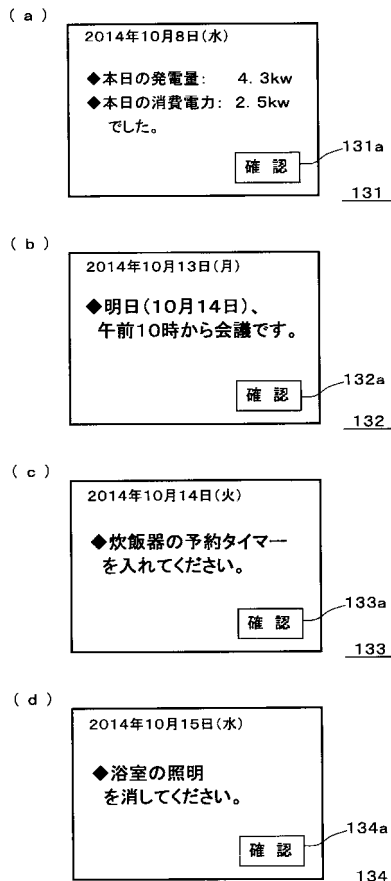 (a)
2014年10月8日(水)
◆本日の発電量: 4.3kw
◆本日の消費電力: 2.5kw
でした。
確 認
131a
131
(b)
2014年10月13日(月)
◆明日(10月14日)、
午前10時から会議です。
確 認
132a
132
(c)
2014年10月14日(火)
◆炊飯器の予約タイマー
を入れてください。
確 認
133a
133
(d)
2014年10月15日(水)
◆浴室の照明
を消してください。
確 認
134a
134